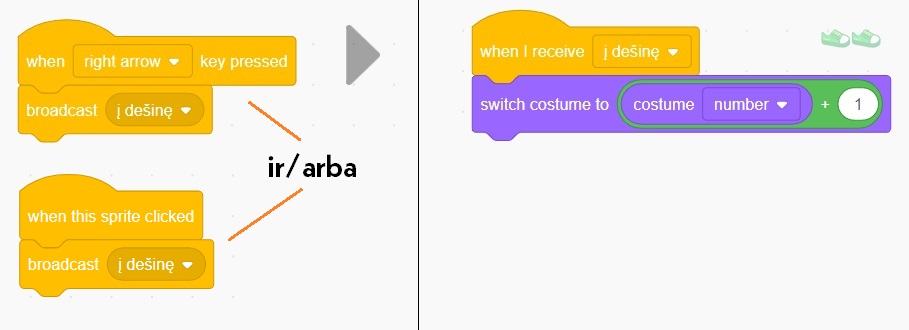 when right arrow key pressed
broadcast į dešinę
ir/arba
when this sprite clicked
broadcast į dešinę
when I receive į dešinę
switch costume to costume number + 1